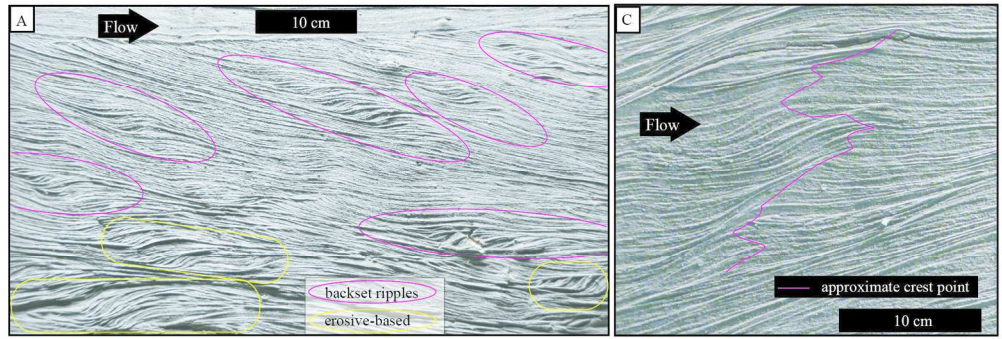 A
Flow
10 cm
backset ripples
erosive-based
C
Flow
approximate crest point
10 cm